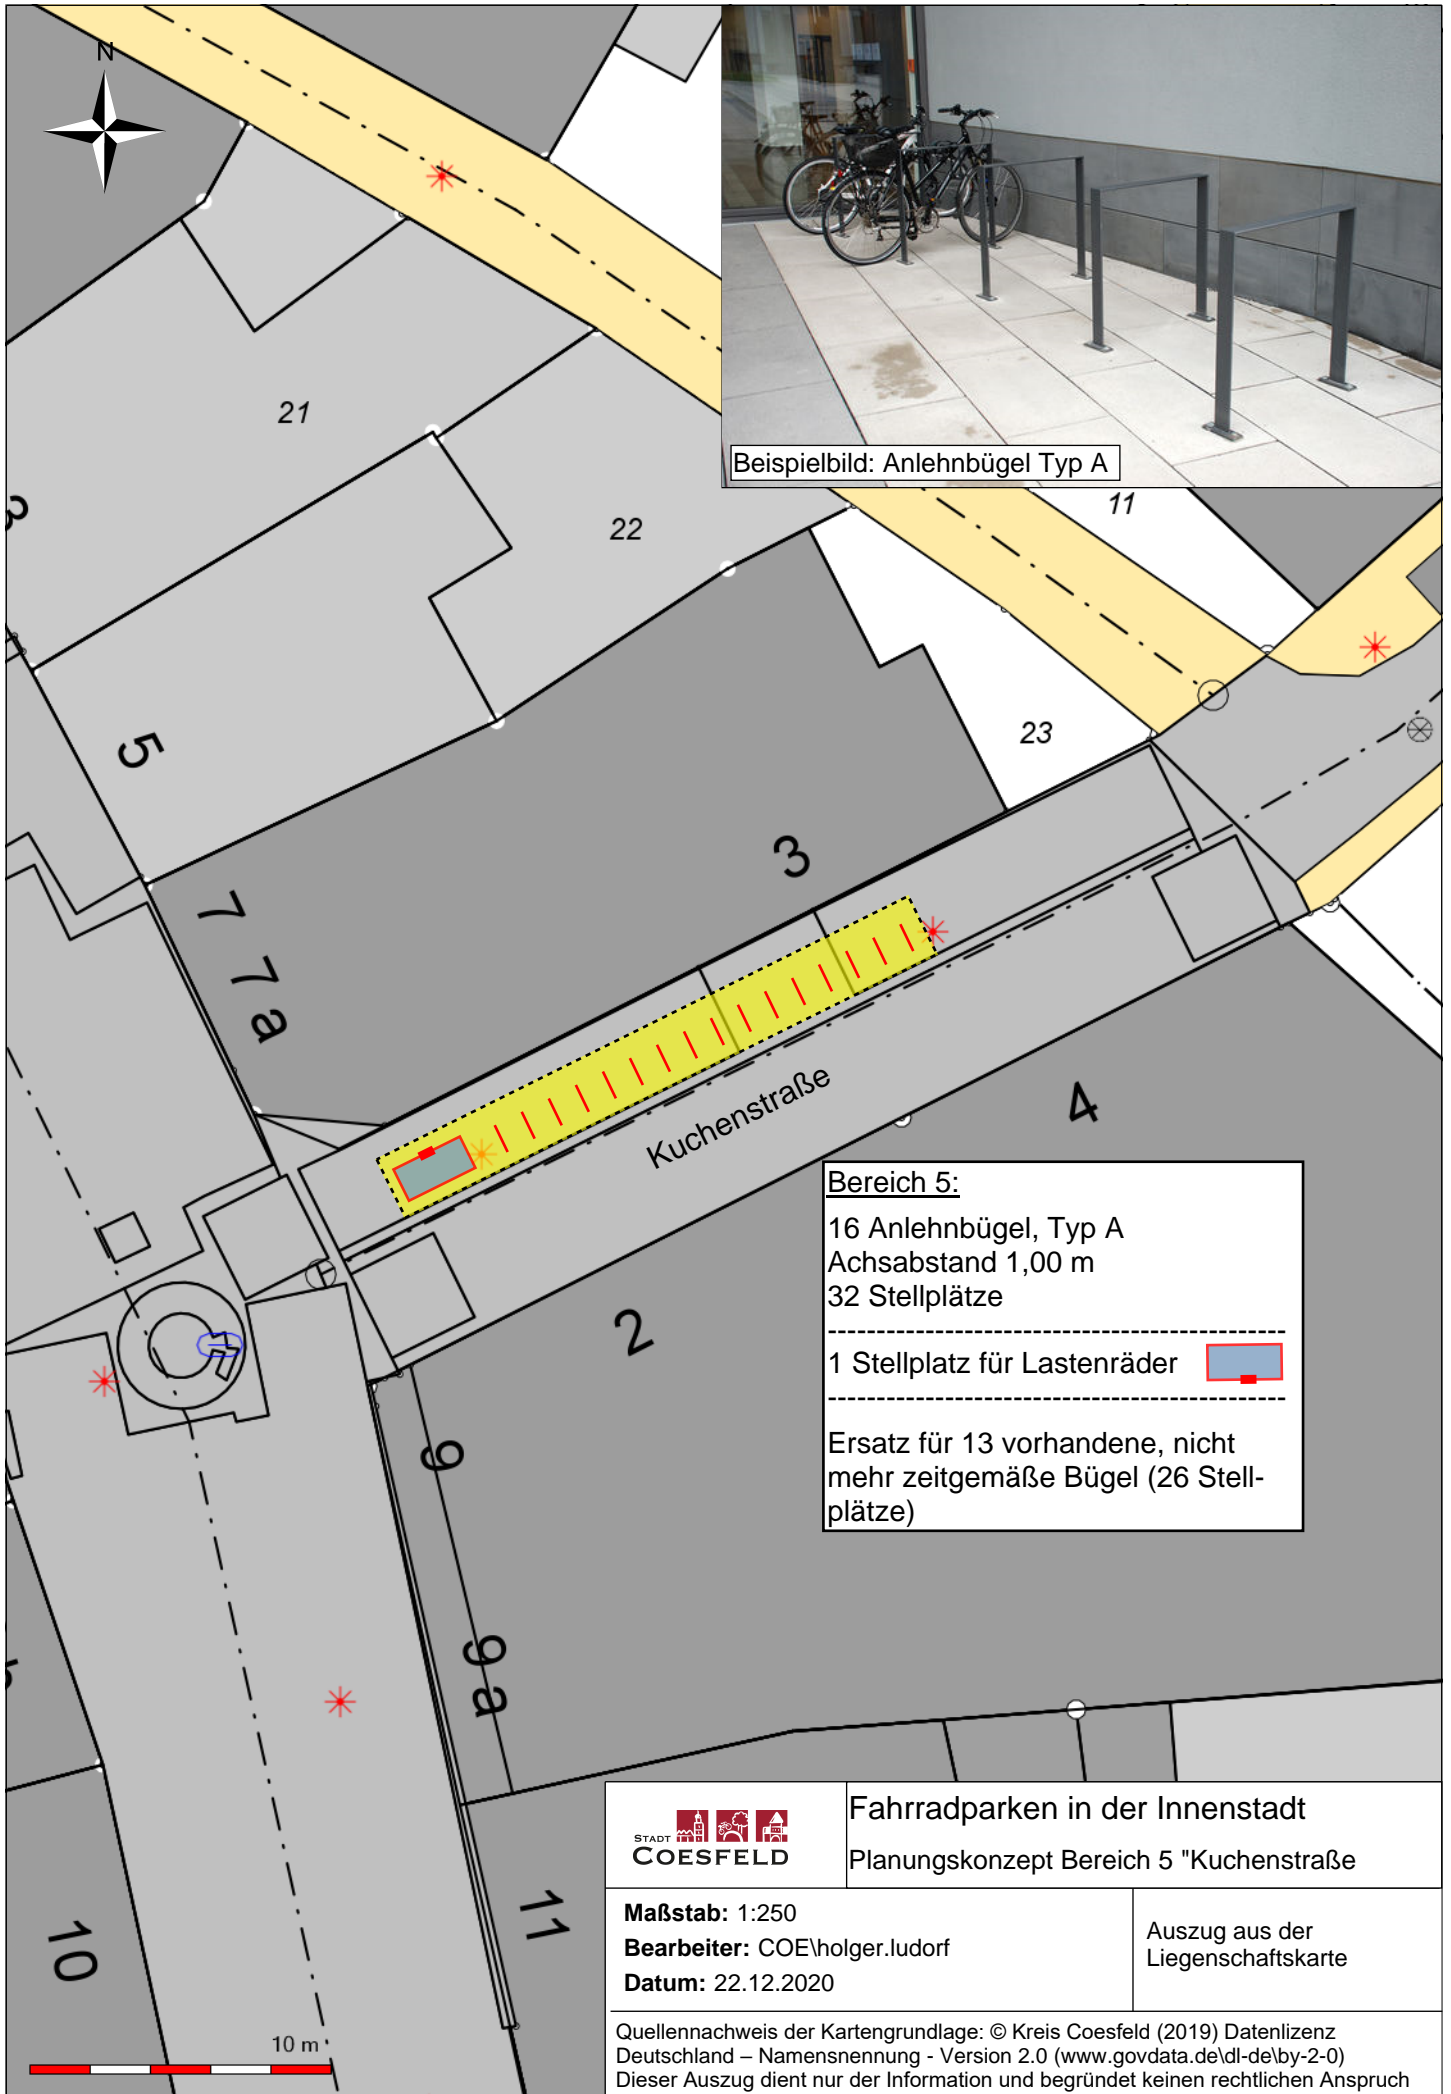 N
Beispielbild: Anlehnbügel Typ A
21
22
11
23
3
5
7
7 a
3
Kuchenstraße
4
2
9
9 a
11
10
Bereich 5:
16 Anlehnbügel, Typ A
Achsabstand 1,00 m
32 Stellplätze
1 Stellplatz für Lastenräder
Ersatz für 13 vorhandene, nicht
mehr zeitgemäße Bügel (26 Stell-
plätze)
STADT
COESFELD
Fahrradparken in der Innenstadt
Planungskonzept Bereich 5 "Kuchenstraße
Maßstab: 1:250
Bearbeiter: COE\holger.ludorf
Datum: 22.12.2020
Auszug aus der
Liegenschaftskarte
10 m
Quellennachweis der Kartengrundlage: © Kreis Coesfeld (2019) Datenlizenz
Deutschland – Namensnennung - Version 2.0 (www.govdata.de\dl-de\by-2-0)
Dieser Auszug dient nur der Information und begründet keinen rechtlichen Anspruch